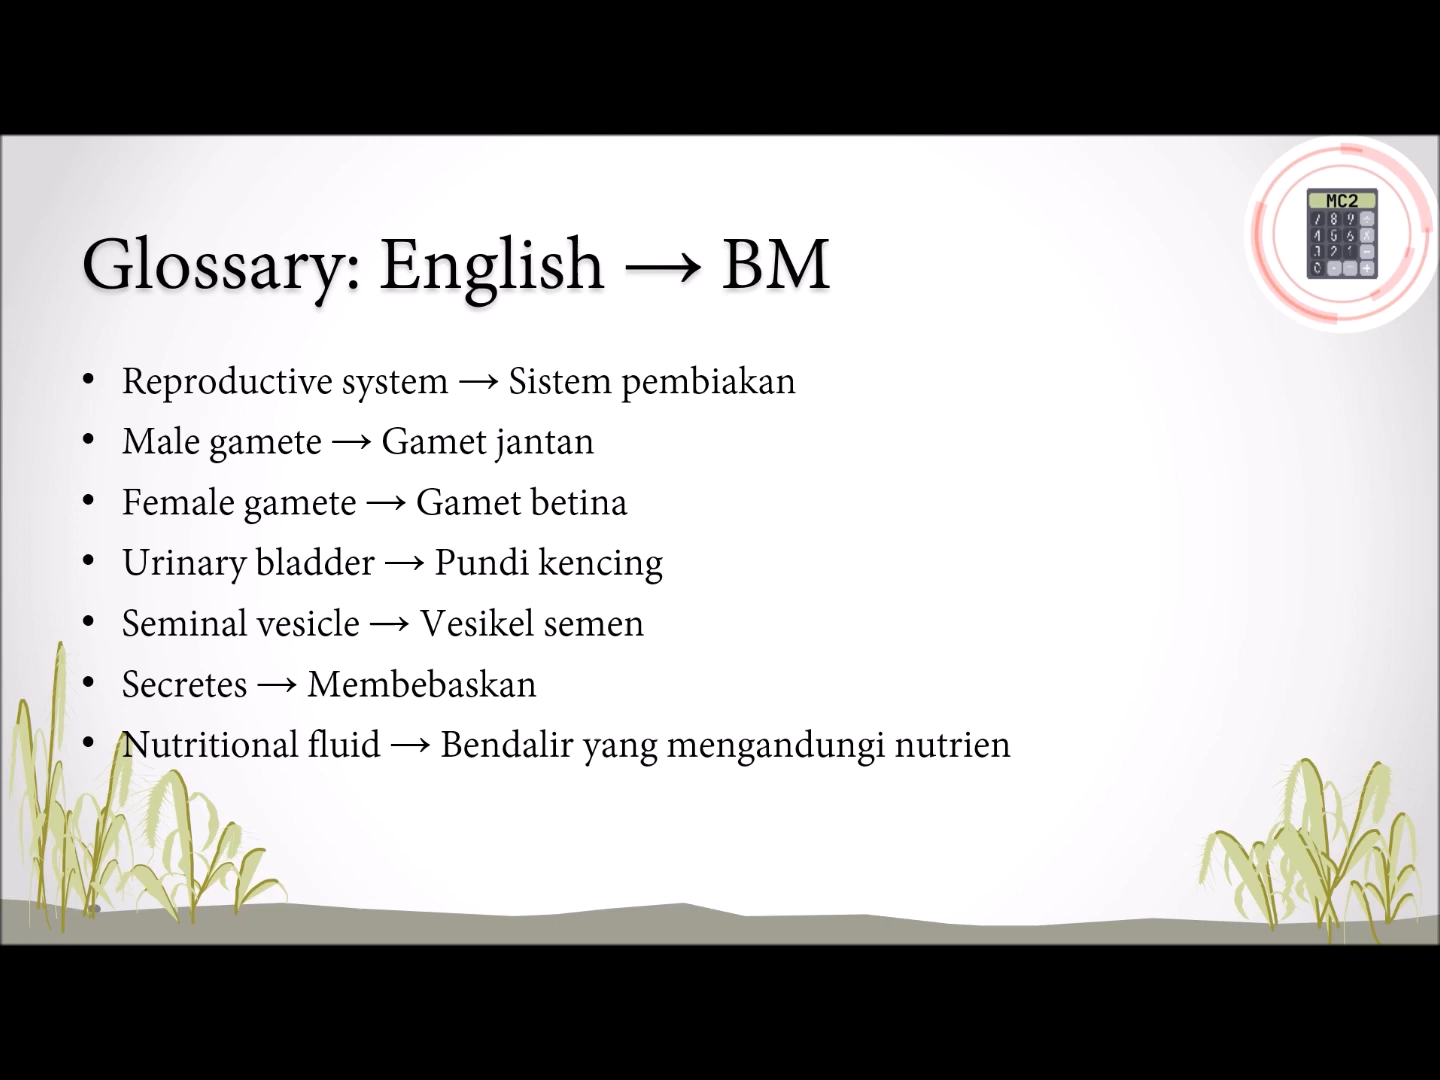 MC2
Glossary: English → BM
• Reproductive system → Sistem pembiakan
• Male gamete → Gamet jantan
• Female gamete → Gamet betina
• Urinary bladder → Pundi kencing
• Seminal vesicle → Vesikel semen
• Secretes → Membebaskan
• Nutritional fluid → Bendalir yang mengandungi nutrien